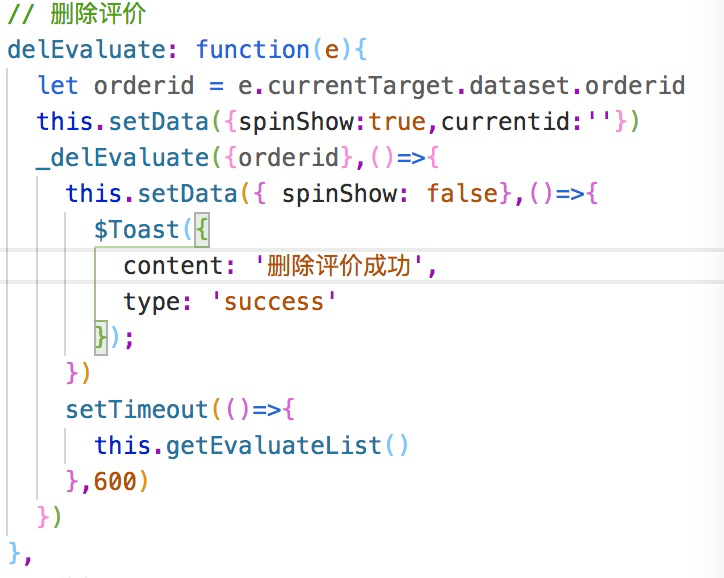 // 删除评价
delEvaluate: function(e){
let orderid = e.currentTarget.dataset.orderid
this.setData({spinShow:true,currentid:''})
_delEvaluate({orderid},()=>{
this.setData({ spinShow: false},()=>{
$Toast({
content: '删除评价成功',
type: 'success'
});
})
setTimeout(()=>{
this.getEvaluateList()
},600)
})
},